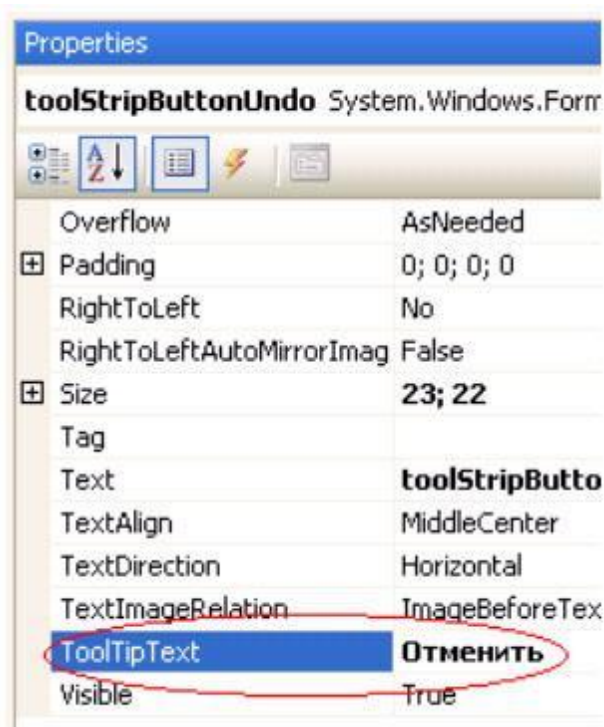 Properties
toolStripButtonUndo System.Windows.Form
Overflow AsNeeded
Padding 0; 0; 0; 0
RightToLeft No
RightToLeftAutoMirrorImag False
Size 23; 22
Tag
Text toolStripButto
TextAlign MiddleCenter
TextDirection Horizontal
TextImageRelation ImageBeforeTex
ToolTipText Отменить
Visible True